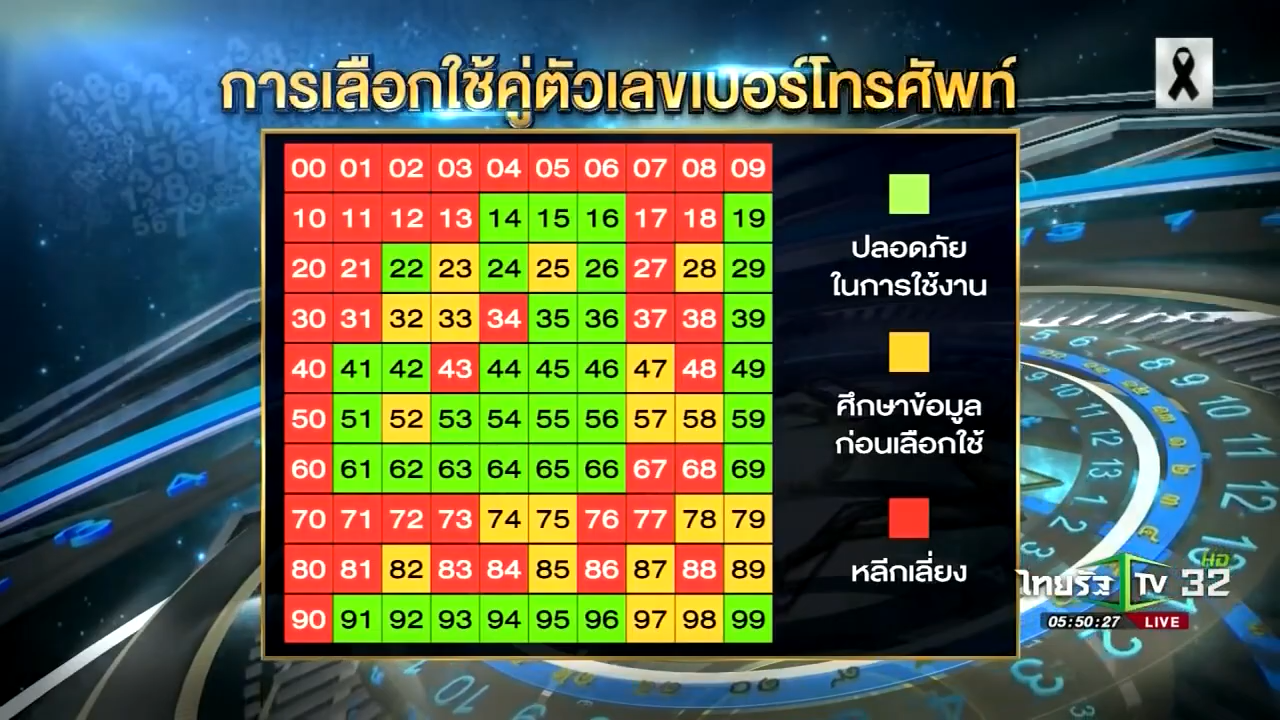 การเลือกใช้คู่ตัวเลขเบอร์โทรศัพท์
00 01 02 03 04 05 06 07 08 09
10 11 12 13 14 15 16 17 18 19
20 21 22 23 24 25 26 27 28 29
30 31 32 33 34 35 36 37 38 39
40 41 42 43 44 45 46 47 48 49
50 51 52 53 54 55 56 57 58 59
60 61 62 63 64 65 66 67 68 69
70 71 72 73 74 75 76 77 78 79
80 81 82 83 84 85 86 87 88 89
90 91 92 93 94 95 96 97 98 99
ปลอดภัย
ในการใช้งาน
ศึกษาข้อมูล
ก่อนเลือกใช้
หลีกเลี่ยง
ไทยรัฐ TV 32 HD
05:50:27 LIVE